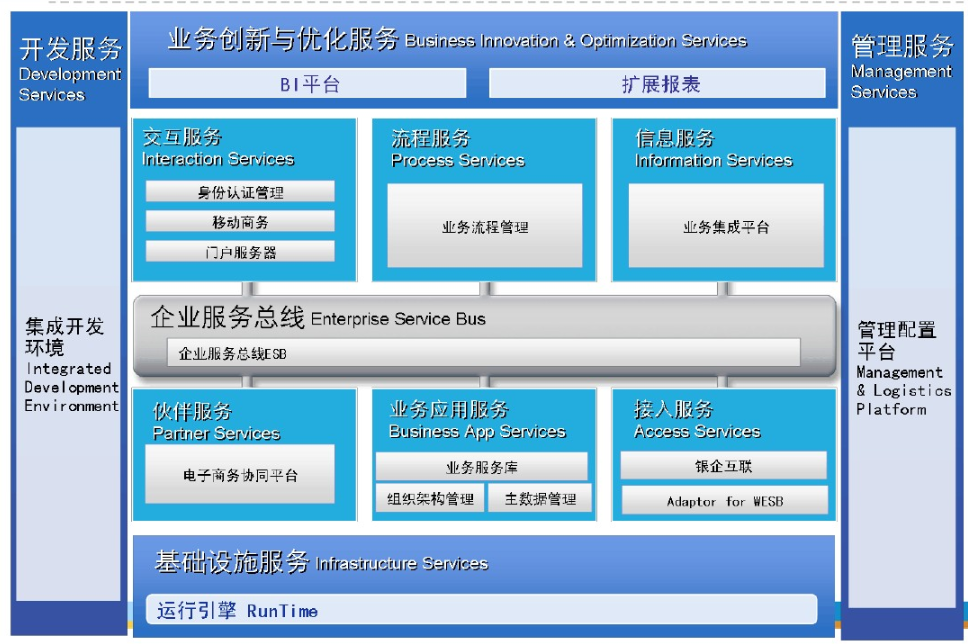 开发服务
Development
Services
集成开发
环境
Integrated
Development
Environment
业务创新与优化服务 Business Innovation & Optimization Services
BI平台
扩展报表
交互服务
Interaction Services
身份认证管理
移动商务
门户服务器
流程服务
Process Services
业务流程管理
信息服务
Information Services
业务集成平台
企业服务总线 Enterprise Service Bus
企业服务总线ESB
伙伴服务
Partner Services
电子商务协同平台
业务应用服务
Business App Services
业务服务库
组织架构管理
主数据管理
接入服务
Access Services
银企互联
Adaptor for WESB
基础设施服务 Infrastructure Services
运行引擎 RunTime
管理服务
Management
Services
管理配置
平台
Management
& Logistics
Platform